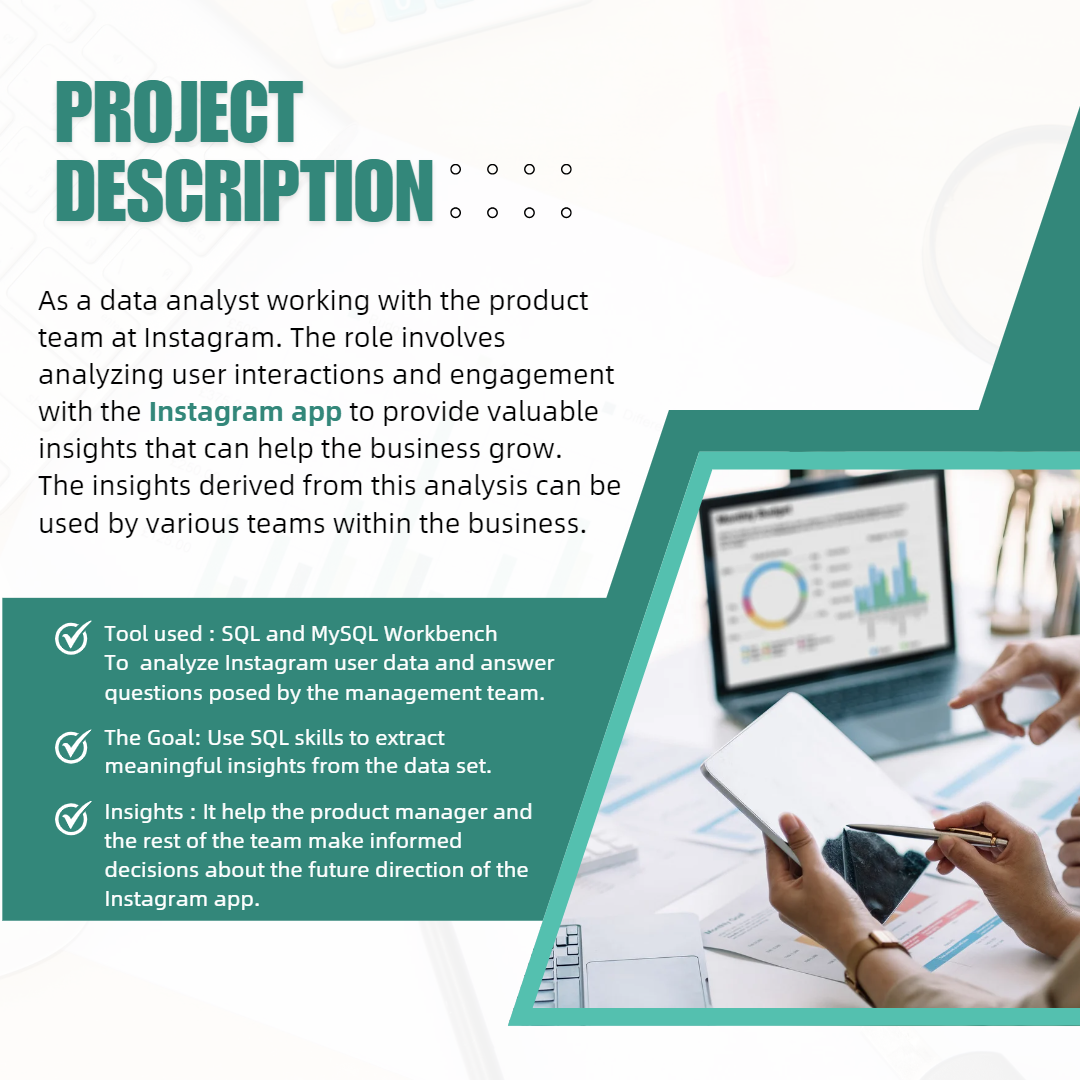 PROJECT
DESCRIPTION
As a data analyst working with the product
team at Instagram. The role involves
analyzing user interactions and engagement
with the Instagram app to provide valuable
insights that can help the business grow.
The insights derived from this analysis can be
used by various teams within the business.
Tool used : SQL and MySQL Workbench
To  analyze Instagram user data and answer
questions posed by the management team.
The Goal: Use SQL skills to extract
meaningful insights from the data set.
Insights : It help the product manager and
the rest of the team make informed
decisions about the future direction of the
Instagram app.
Monthly Budget